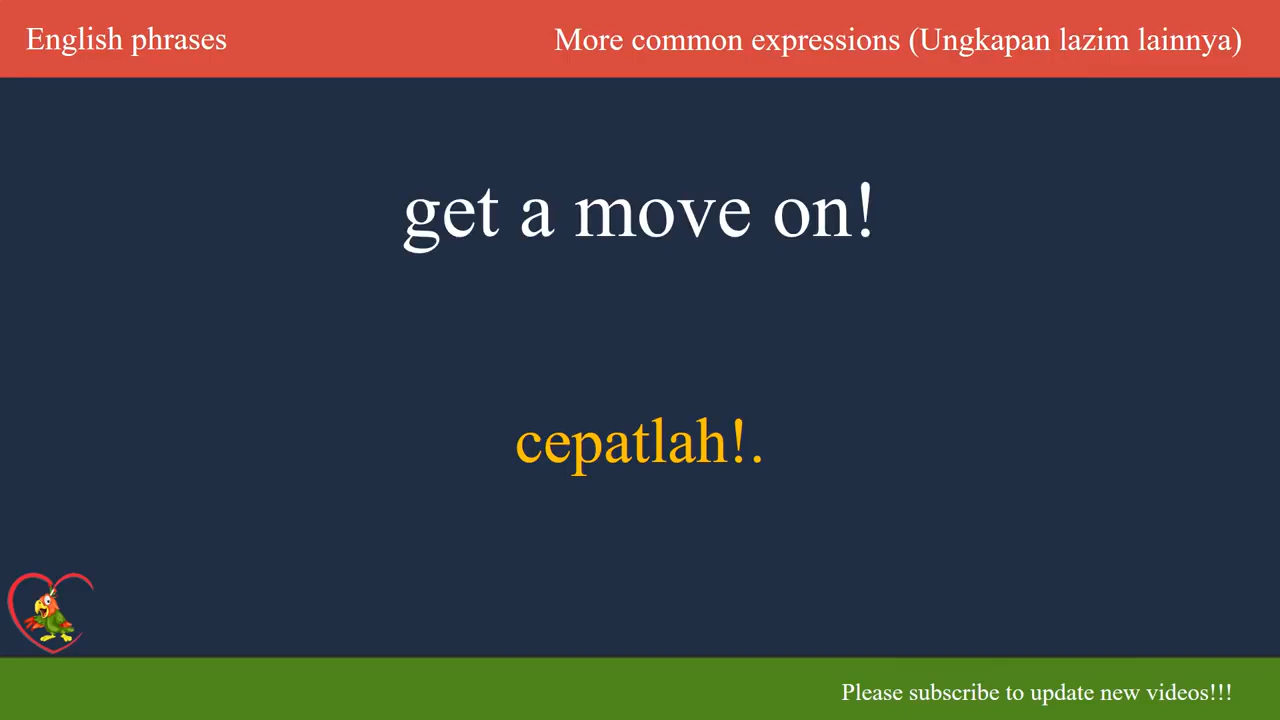 English phrases
More common expressions (Ungkapan lazim lainnya)
get a move on!
cepatlah!.
Please subscribe to update new videos!!!